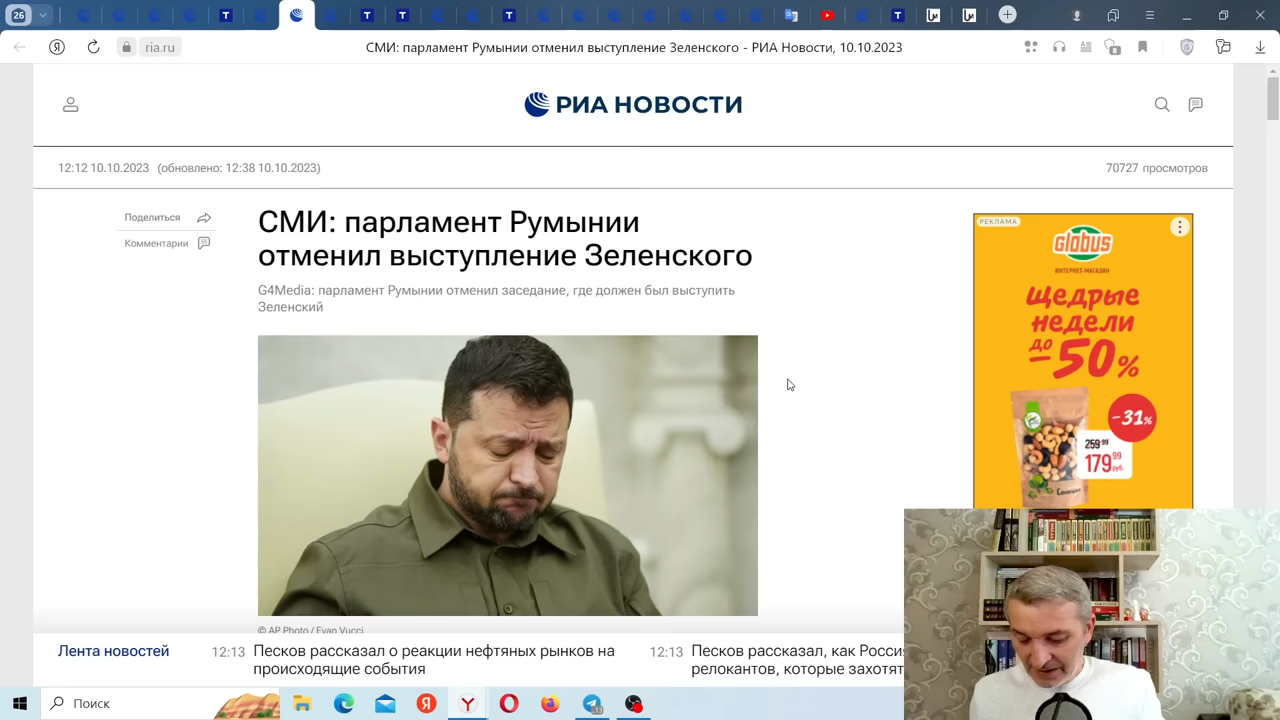 26
T
T
T
T
T
T
ria.ru
СМИ: парламент Румынии отменил выступление Зеленского - РИА Новости, 10.10.2023
РИА НОВОСТИ
12:12 10.10.2023 (обновлено: 12:38 10.10.2023)
70727 просмотров
Поделиться
Комментарии
СМИ: парламент Румынии
отменил выступление Зеленского
G4Media: парламент Румынии отменил заседание, где должен был выступить
Зеленский
© AP Photo / Evan Vucci
РЕКЛАМА
GLOBUS
ИНТЕРНЕТ-МАГАЗИН
Щедрые
недели
до
–50%
-31%
259.99
179 99
руб.
Лента новостей
12:13
Песков рассказал о реакции нефтяных рынков на
происходящие события
12:13
Песков рассказал, как
Поиск